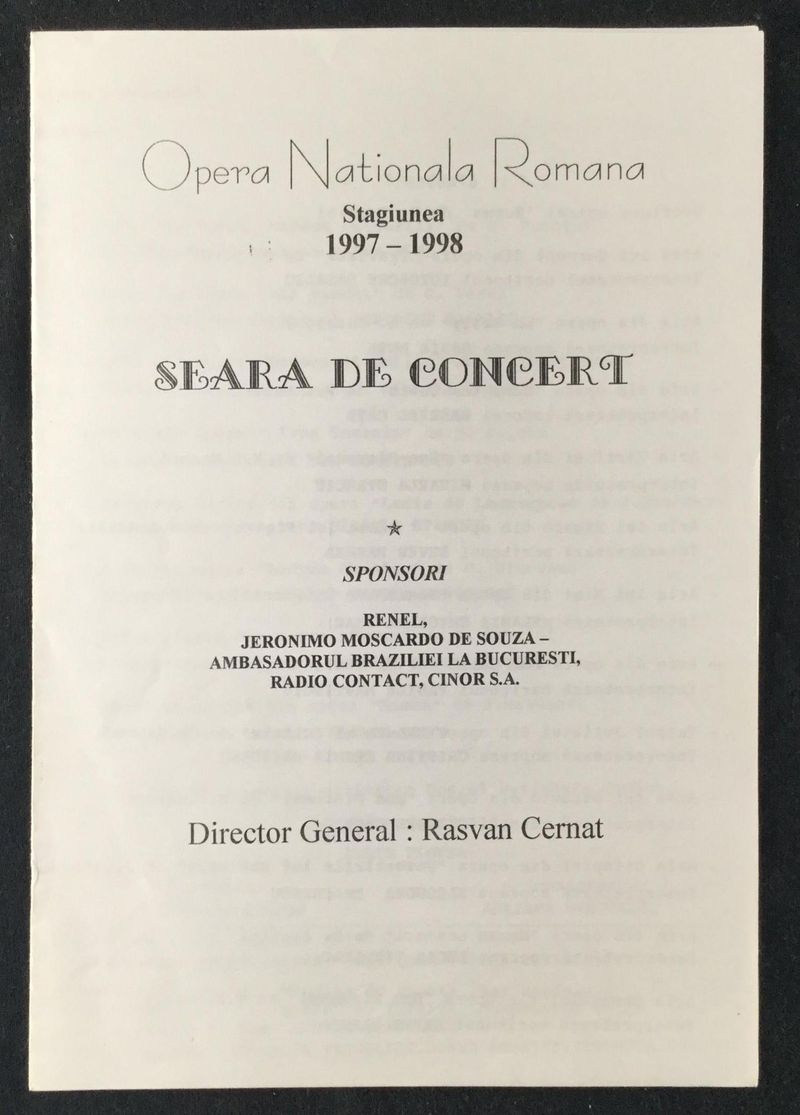 Opera Nationala Romana
Stagiunea
1997 – 1998
SEARA DE CONCERT
SPONSORI
RENEL,
JERONIMO MOSCARDO DE SOUZA –
AMBASADORUL BRAZILIEI LA BUCURESTI,
RADIO CONTACT, CINOR S.A.
Director General : Rasvan Cernat